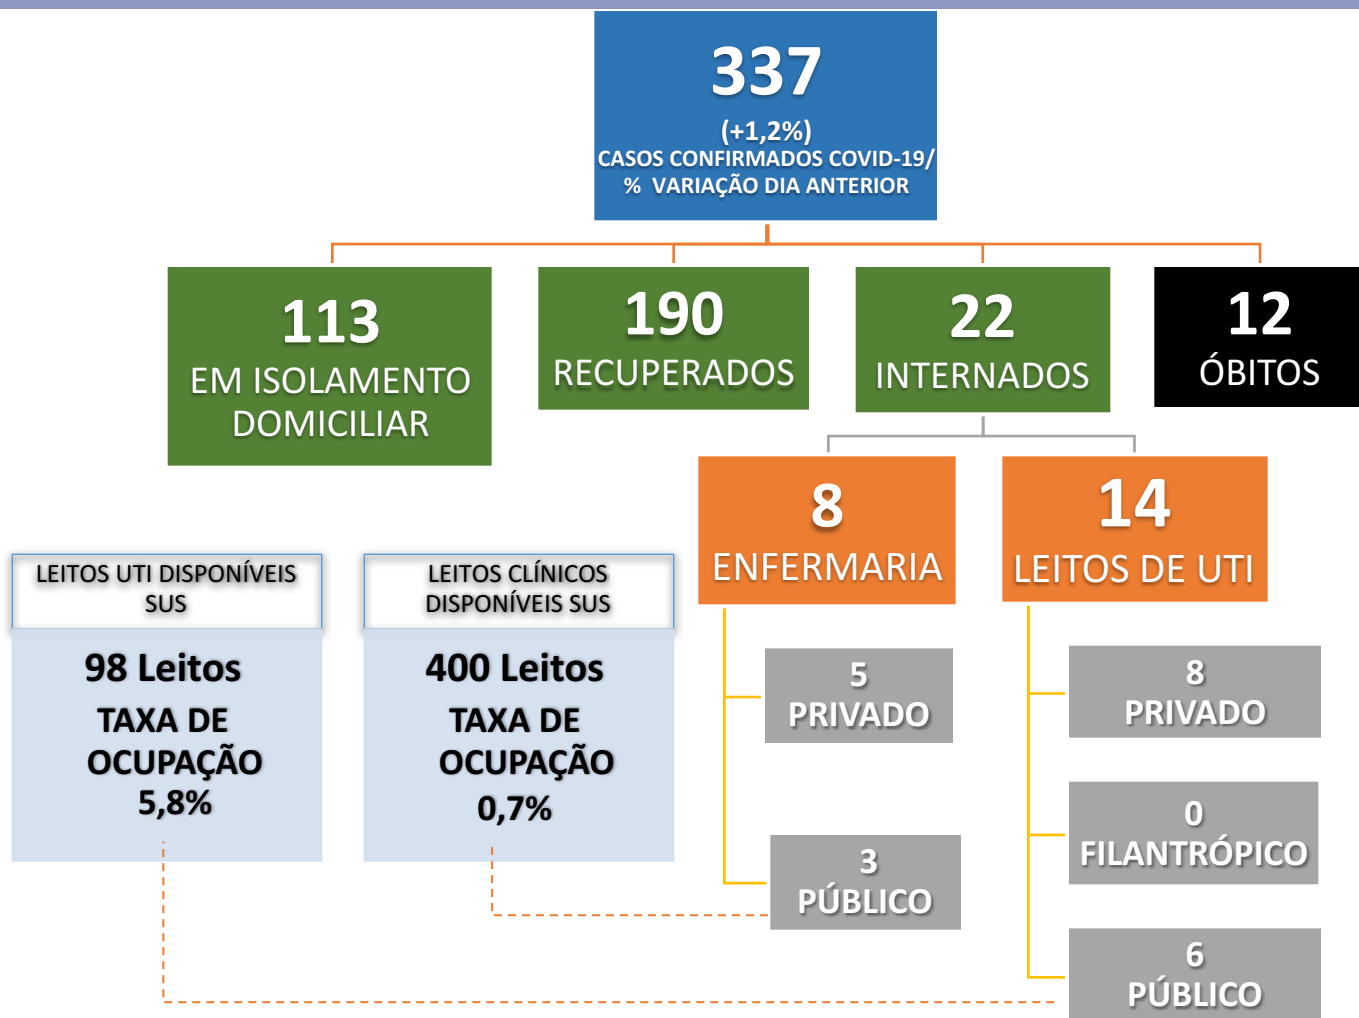 337
(+1,2%)
CASOS CONFIRMADOS COVID-19/
% VARIAÇÃO DIA ANTERIOR
113
EM ISOLAMENTO
DOMICILIAR
190
RECUPERADOS
22
INTERNADOS
12
ÓBITOS
8
ENFERMARIA
14
LEITOS DE UTI
LEITOS UTI DISPONÍVEIS
SUS
98 Leitos
TAXA DE
OCUPAÇÃO
5,8%
LEITOS CLÍNICOS
DISPONÍVEIS SUS
400 Leitos
TAXA DE
OCUPAÇÃO
0,7%
5
PRIVADO
3
PÚBLICO
8
PRIVADO
0
FILANTRÓPICO
6
PÚBLICO